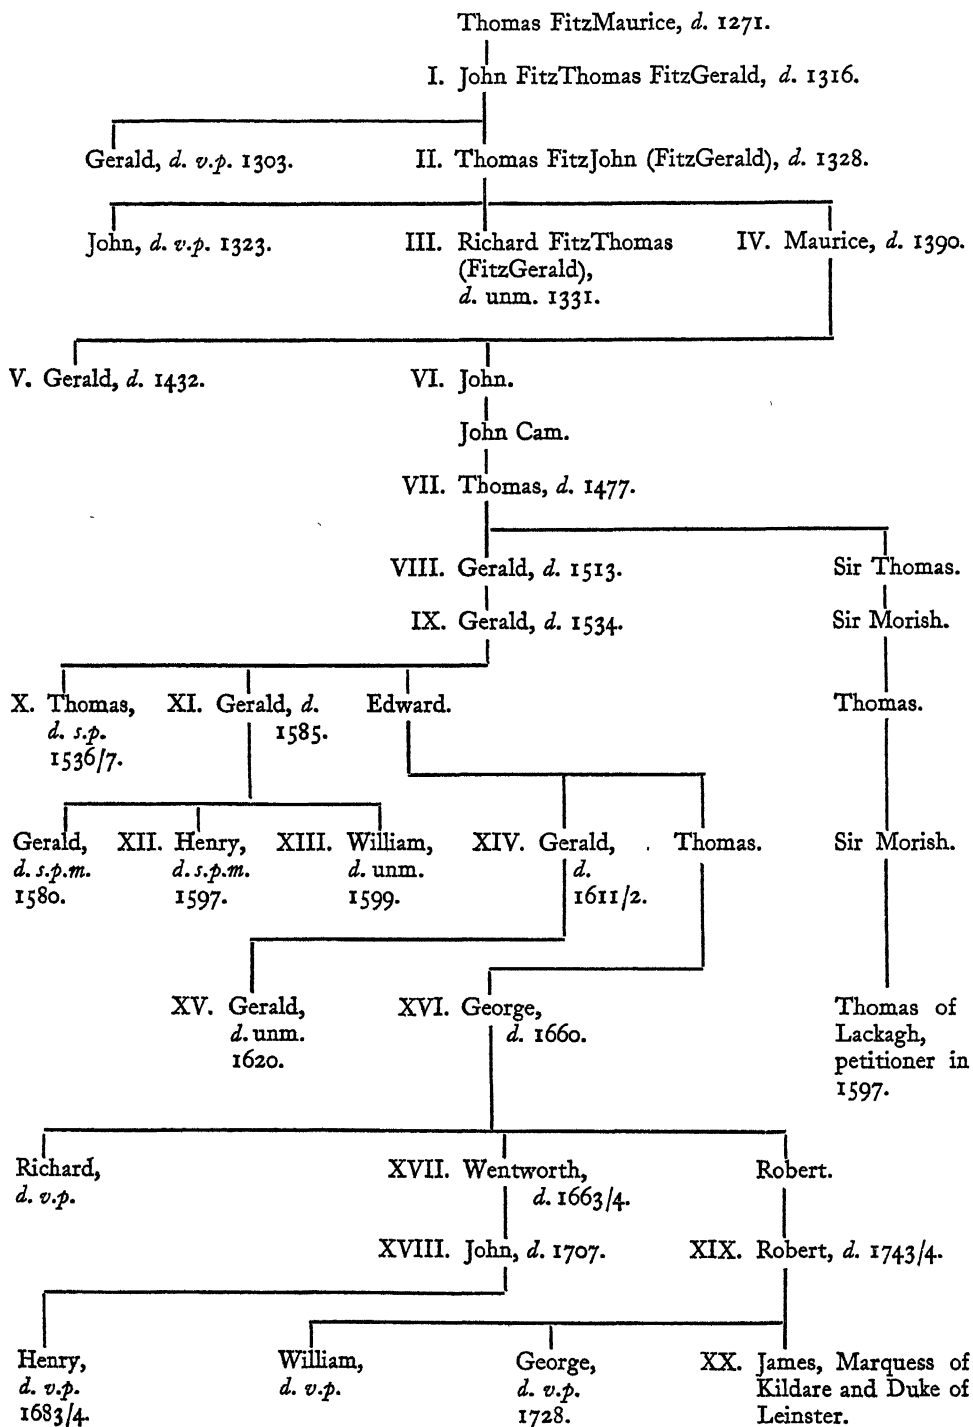 Thomas FitzMaurice, d. 1271.
I. John FitzThomas FitzGerald, d. 1316.
Gerald, d. v.p. 1303.
II. Thomas FitzJohn (FitzGerald), d. 1328.
John, d. v.p. 1323.
III. Richard FitzThomas
(FitzGerald),
d. unm. 1331.
IV. Maurice, d. 1390.
V. Gerald, d. 1432.
VI. John.
John Cam.
VII. Thomas, d. 1477.
VIII. Gerald, d. 1513.
Sir Thomas.
IX. Gerald, d. 1534.
Sir Morish.
X. Thomas,
d. s.p.
1536/7.
XI. Gerald, d.
1585.
Edward.
Thomas.
Gerald,
d. s.p.m.
1580.
XII. Henry,
d. s.p.m.
1597.
XIII. William,
d. unm.
1599.
XIV. Gerald,
d.
1611/2.
Thomas.
Sir Morish.
XV. Gerald,
d. unm.
1620.
XVI. George,
d. 1660.
Thomas of
Lackagh,
petitioner in
1597.
Richard,
d. v.p.
XVII. Wentworth,
d. 1663/4.
Robert.
XVIII. John, d. 1707.
XIX. Robert, d. 1743/4.
Henry,
d. v.p.
1683/4.
William,
d. v.p.
George,
d. v.p.
1728.
XX. James, Marquess of
Kildare and Duke of
Leinster.